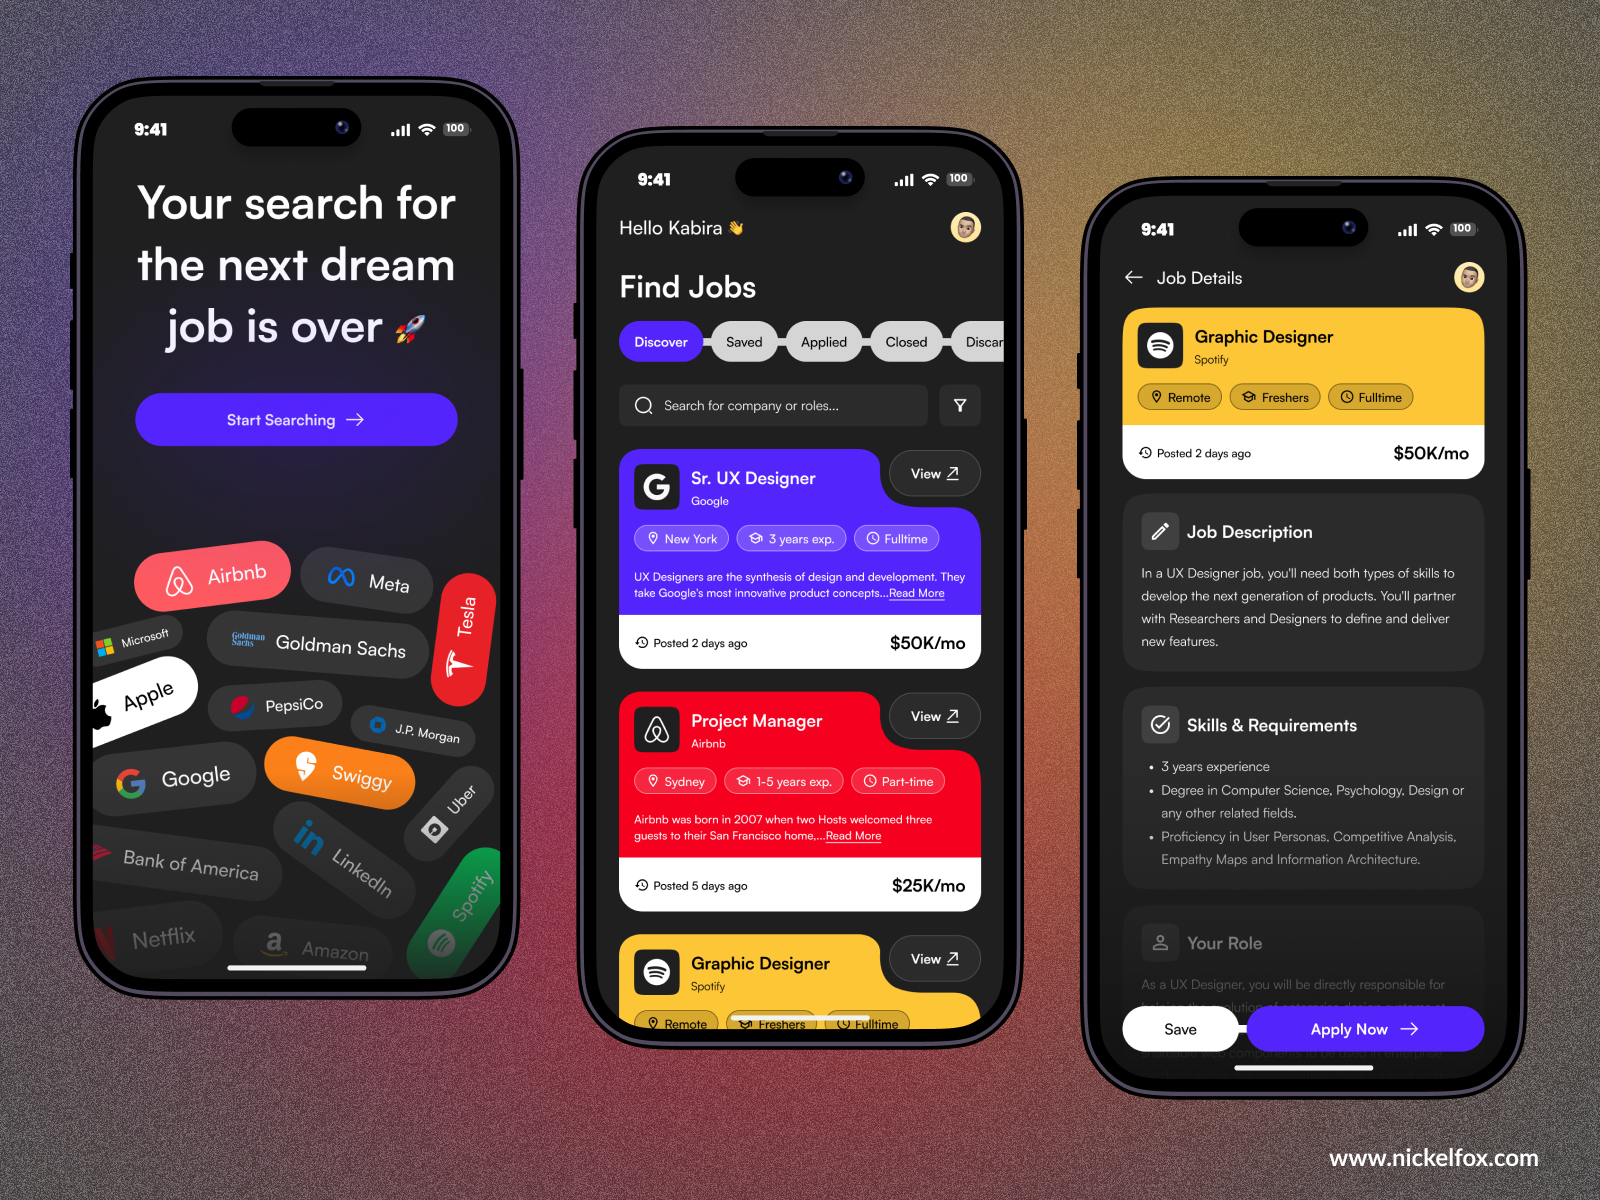 9:41
100
Your search for
the next dream
job is over 🚀
Start Searching →
Airbnb
Meta
Tesla
Microsoft
Goldman Sachs
Goldman Sachs
Apple
PepsiCo
J.P. Morgan
Google
Swiggy
Uber
Bank of America
LinkedIn
Spotify
Netflix
Amazon
9:41
100
Hello Kabira 👋
Find Jobs
Discover
Saved
Applied
Closed
Discar
Search for company or roles...
Sr. UX Designer
Google
View
New York
3 years exp.
Fulltime
UX Designers are the synthesis of design and development. They
take Google's most innovative product concepts...Read More
Posted 2 days ago
$50K/mo
Project Manager
Airbnb
View
Sydney
1-5 years exp.
Part-time
Airbnb was born in 2007 when two Hosts welcomed three
guests to their San Francisco home,...Read More
Posted 5 days ago
$25K/mo
Graphic Designer
Spotify
View
Remote
Freshers
Fulltime
9:41
100
← Job Details
Graphic Designer
Spotify
Remote
Freshers
Fulltime
Posted 2 days ago
$50K/mo
Job Description
In a UX Designer job, you'll need both types of skills to
develop the next generation of products. You'll partner
with Researchers and Designers to define and deliver
new features.
Skills & Requirements
• 3 years experience
• Degree in Computer Science, Psychology, Design or
any other related fields.
• Proficiency in User Personas, Competitive Analysis,
Empathy Maps and Information Architecture.
Your Role
As a UX Designer, you will be directly responsible for
Save
Apply Now →
www.nickelfox.com